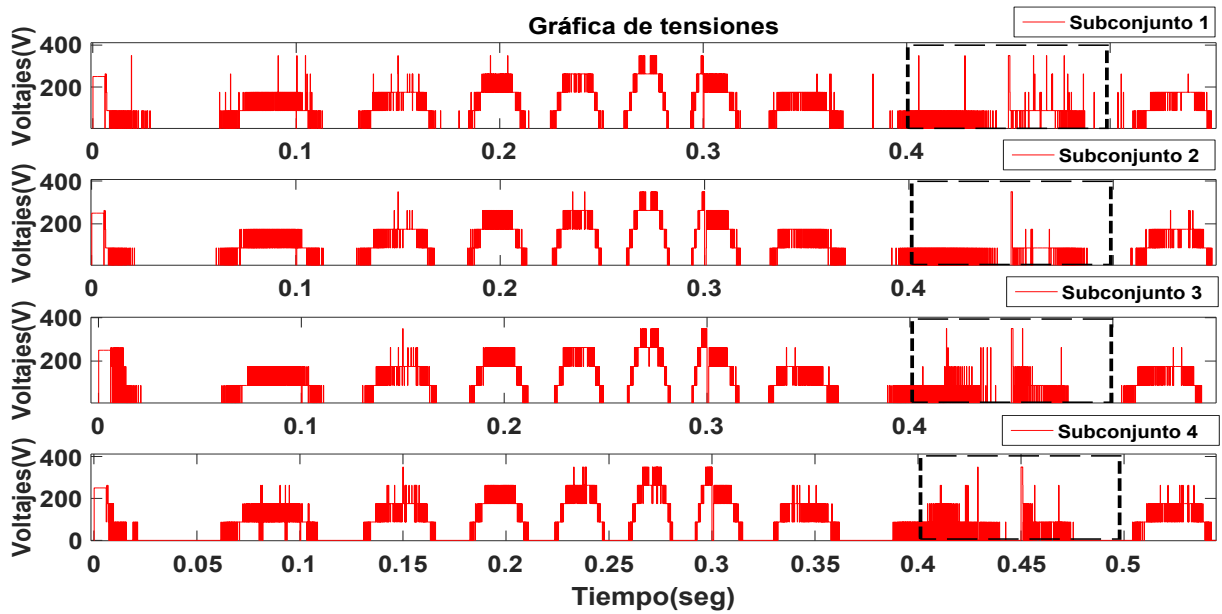 Gráfica de tensiones
Subconjunto 1
Voltajes(V)
400
200
0 0.1 0.2 0.3 0.4
Subconjunto 2
Voltajes(V)
400
200
0 0.1 0.2 0.3 0.4
Subconjunto 3
Voltajes(V)
400
200
0 0.1 0.2 0.3 0.4
Subconjunto 4
Voltajes(V)
400
200
0
0 0.05 0.1 0.15 0.2 0.25 0.3 0.35 0.4 0.45 0.5
Tiempo(seg)